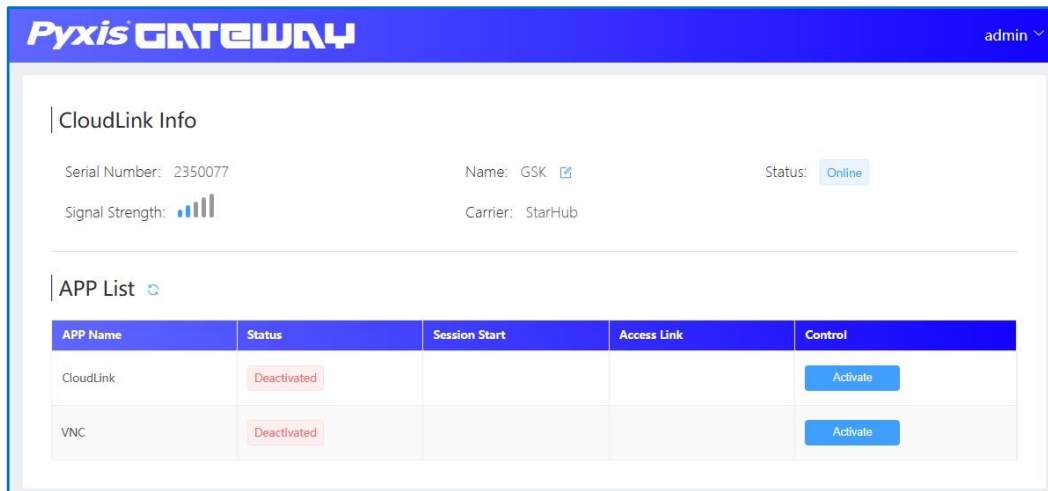 Pyxis GATEWAY
admin
CloudLink Info
Serial Number: 2350077 Name: GSK Status: Online
Signal Strength: Carrier: StarHub
APP List
APP Name Status Session Start Access Link Control
CloudLink Deactivated Activate
VNC Deactivated Activate